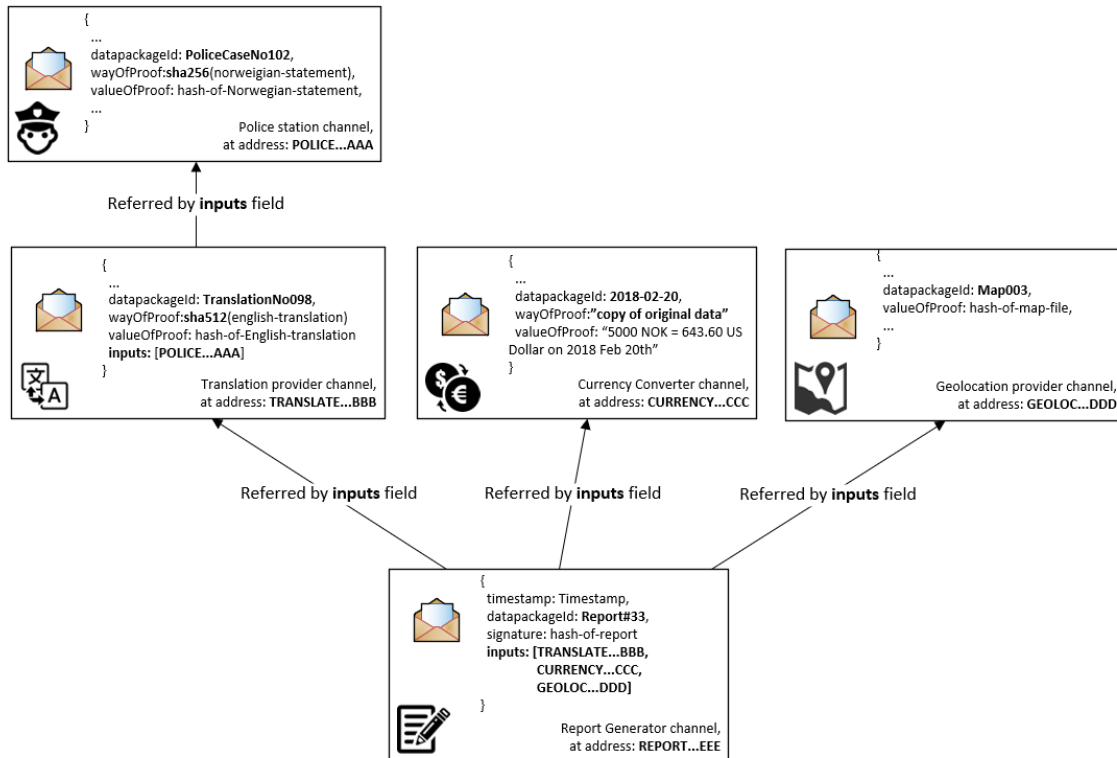 {
...
datapackageId: PoliceCaseNo102,
wayOfProof:sha256(norweigian-statement),
valueOfProof: hash-of-Norwegian-statement,
...
}
Police station channel,
at address: POLICE...AAA
Referred by inputs field
{
...
datapackageId: TranslationNo098,
wayOfProof:sha512(english-translation)
valueOfProof: hash-of-English-translation
inputs: [POLICE...AAA]
}
文
A
Translation provider channel,
at address: TRANSLATE...BBB
{
...
datapackageId: 2018-02-20,
wayOfProof:"copy of original data"
valueOfProof: “5000 NOK = 643.60 US
Dollar on 2018 Feb 20th”
}
$
€
Currency Converter channel,
at address: CURRENCY...CCC
{
...
datapackageId: Map003,
valueOfProof: hash-of-map-file,
...
}
Geolocation provider channel,
at address: GEOLOC...DDD
Referred by inputs field
Referred by inputs field
Referred by inputs field
{
timestamp: Timestamp,
datapackageId: Report#33,
signature: hash-of-report
inputs: [TRANSLATE...BBB,
CURRENCY...CCC,
GEOLOC...DDD]
}
Report Generator channel,
at address: REPORT...EEE